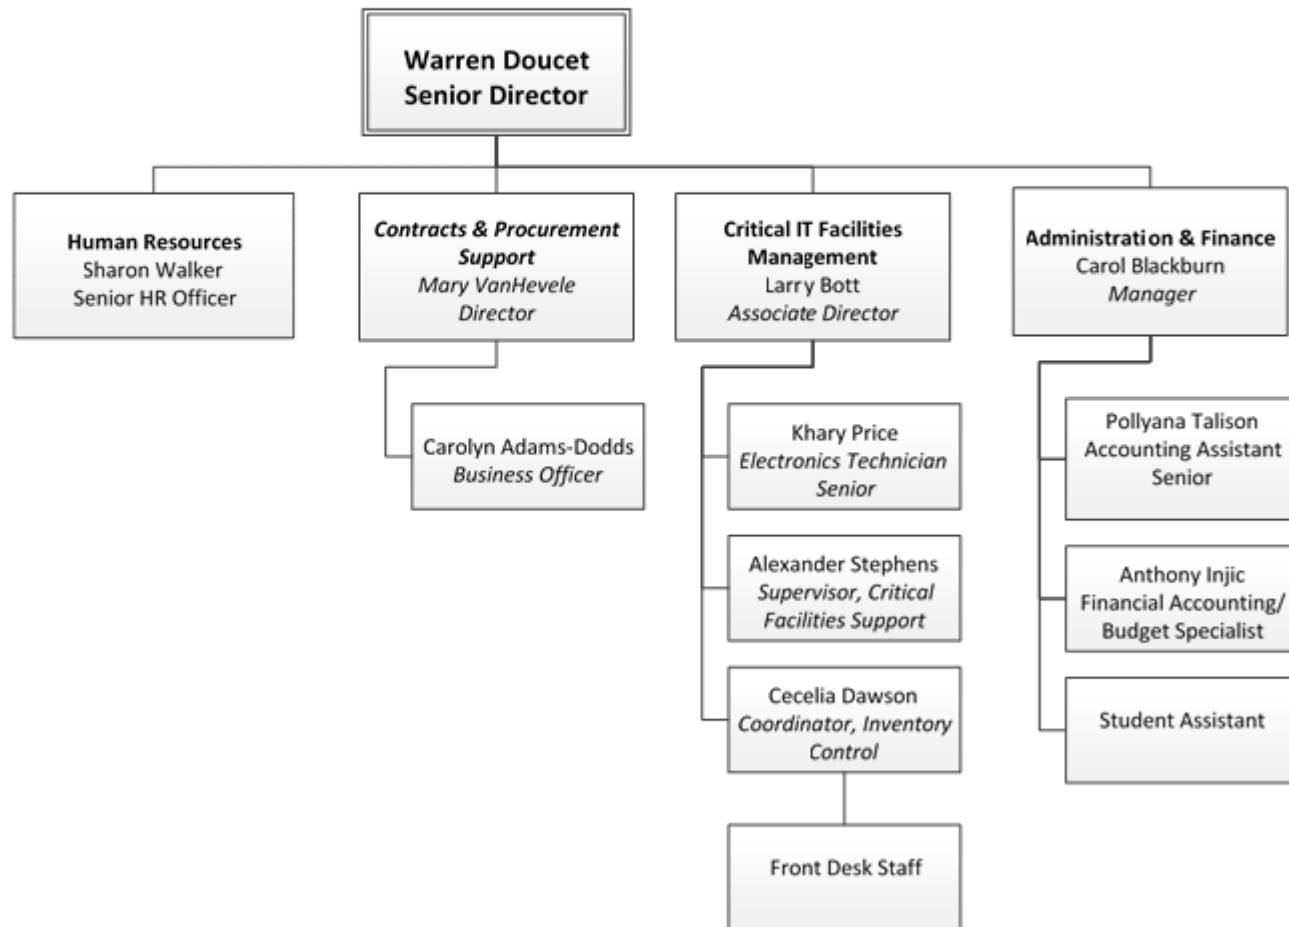 Warren Doucet
Senior Director
Human Resources
Sharon Walker
Senior HR Officer
Contracts & Procurement
Support
Mary VanHevele
Director
Critical IT Facilities
Management
Larry Bott
Associate Director
Administration & Finance
Carol Blackburn
Manager
Carolyn Adams-Dodds
Business Officer
Khary Price
Electronics Technician
Senior
Alexander Stephens
Supervisor, Critical
Facilities Support
Cecelia Dawson
Coordinator, Inventory
Control
Front Desk Staff
Pollyana Talison
Accounting Assistant
Senior
Anthony Injic
Financial Accounting/
Budget Specialist
Student Assistant